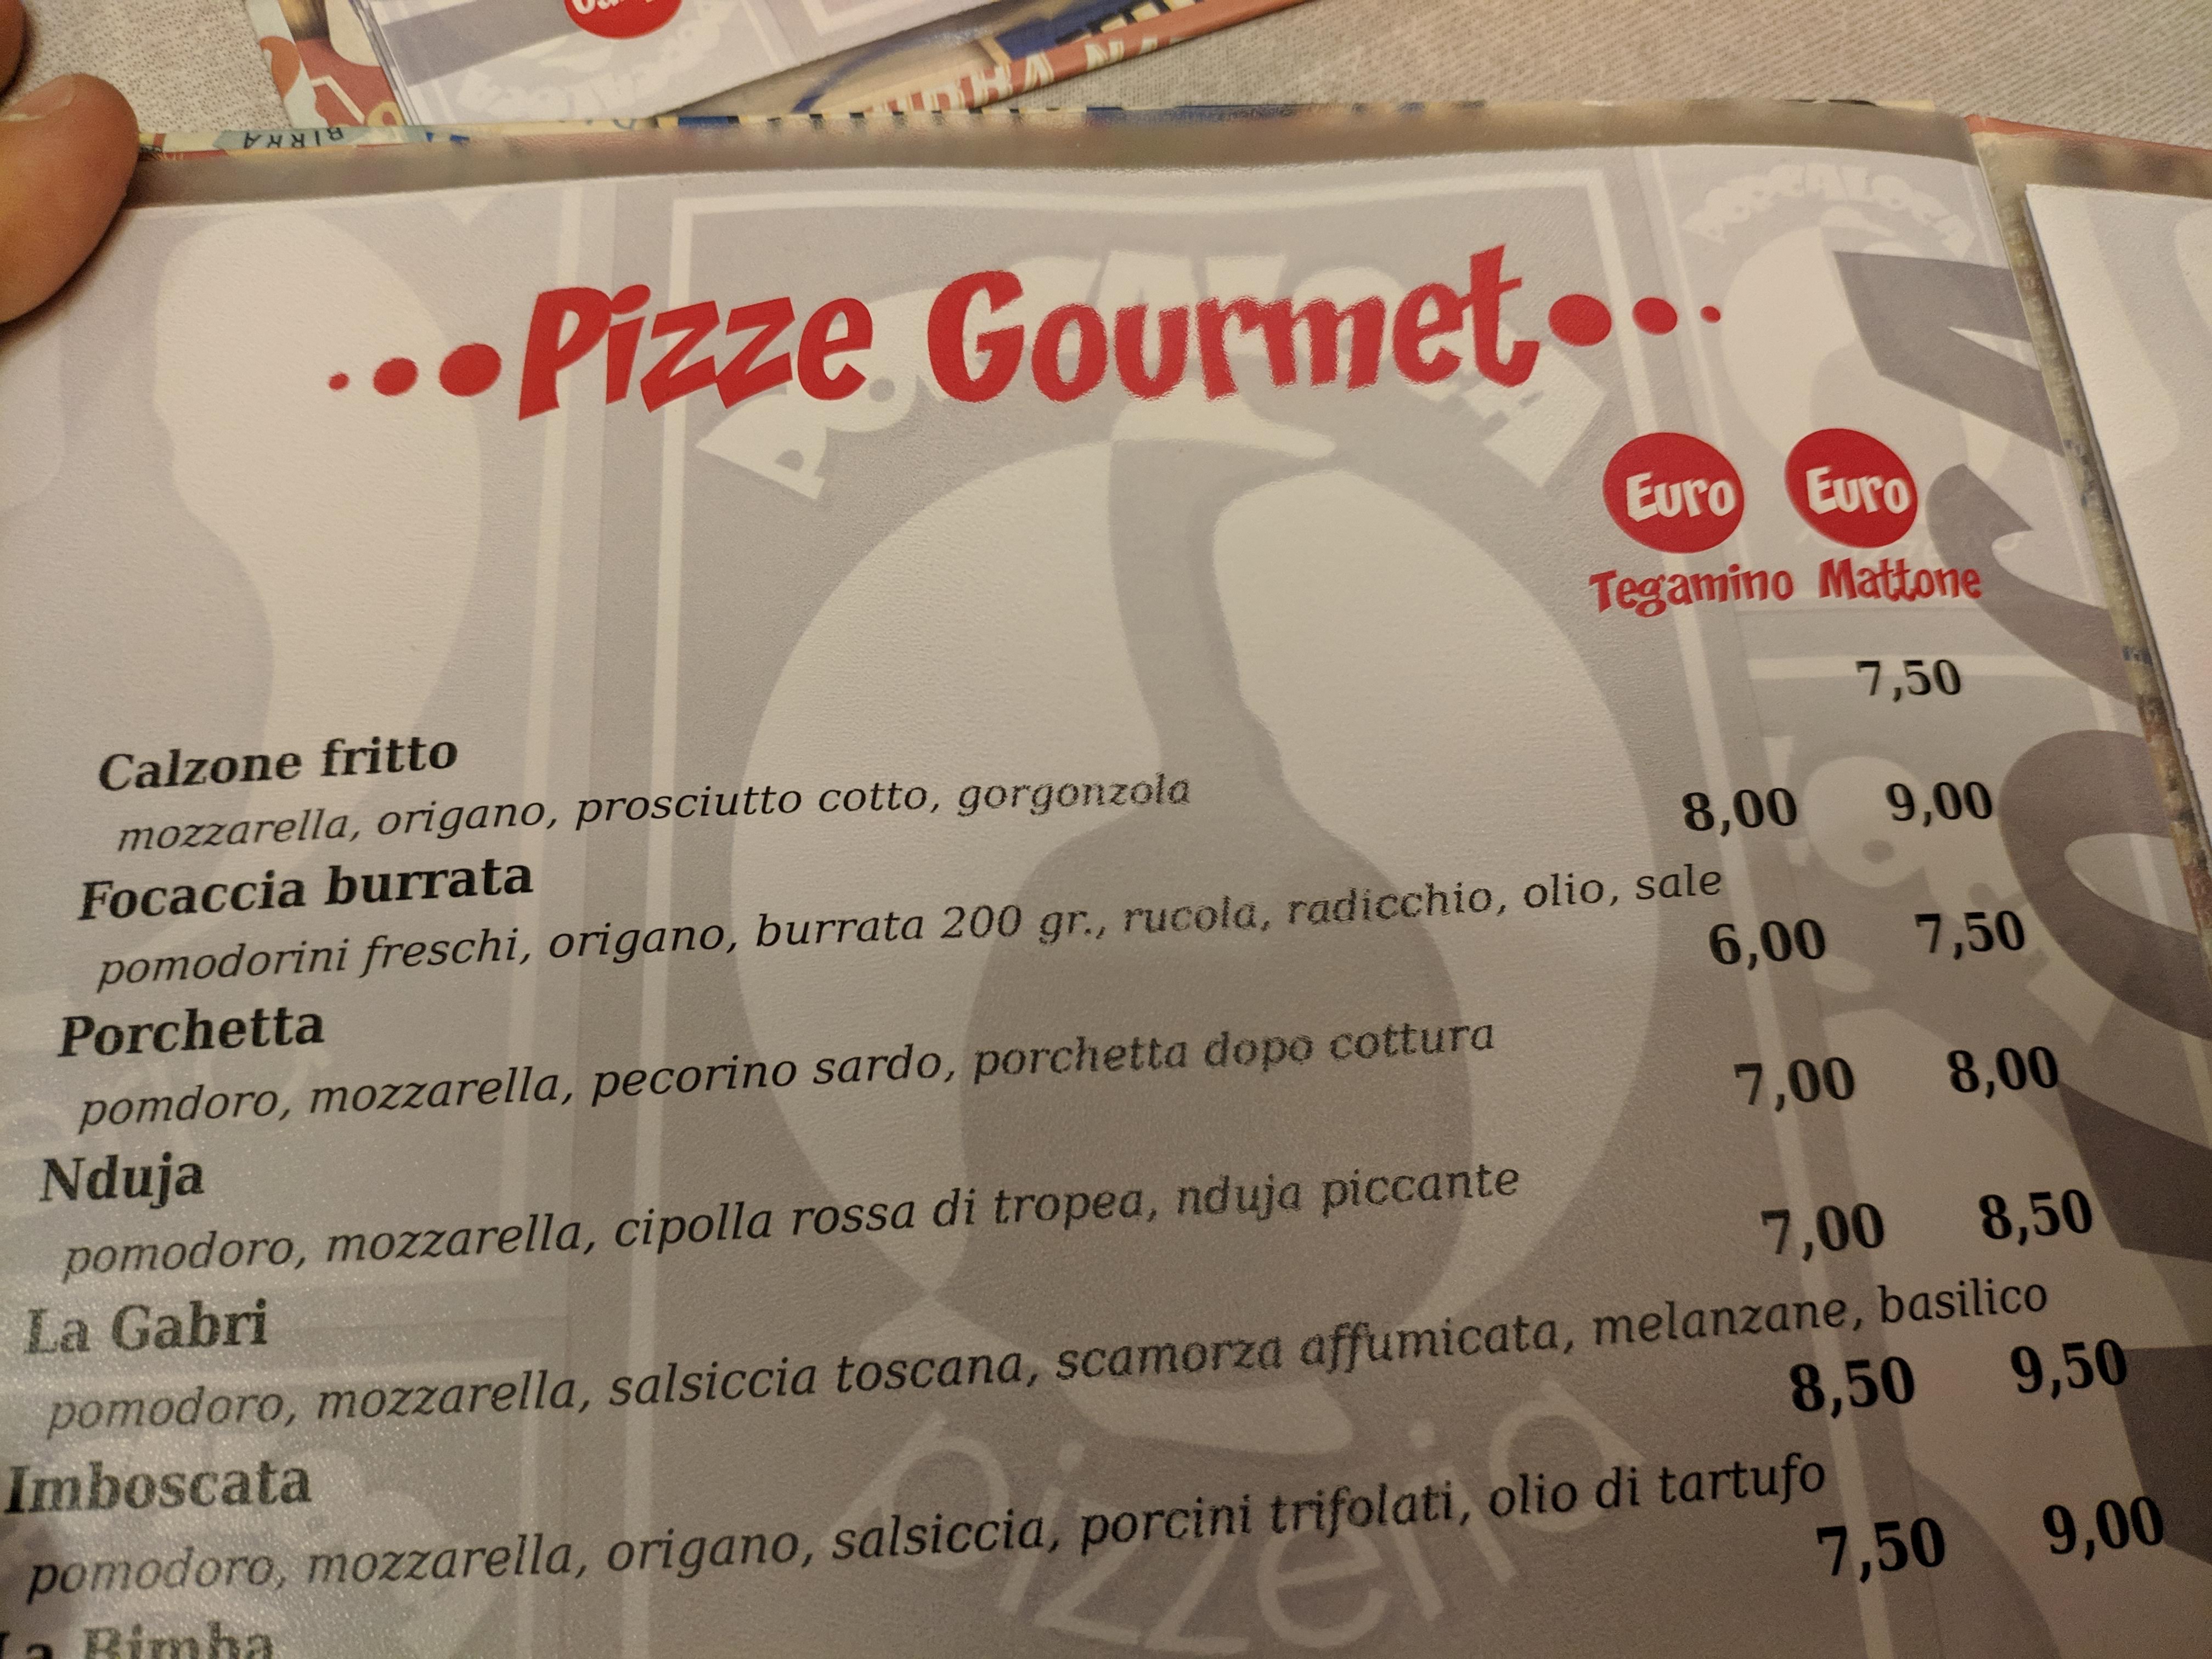 BIRRA
...Pizze Gourmet...
Euro Euro
Tegamino Mattone
Calzone fritto 7,50
mozzarella, origano, prosciutto cotto, gorgonzola
Focaccia burrata 8,00 9,00
pomodorini freschi, origano, burrata 200 gr., rucola, radicchio, olio, sale
Porchetta 6,00 7,50
pomdoro, mozzarella, pecorino sardo, porchetta dopo cottura
Nduja 7,00 8,00
pomodoro, mozzarella, cipolla rossa di tropea, nduja piccante
La Gabri 7,00 8,50
pomodoro, mozzarella, salsiccia toscana, scamorza affumicata, melanzane, basilico
Imboscata 8,50 9,50
pomodoro, mozzarella, origano, salsiccia, porcini trifolati, olio di tartufo
La Bimba 7,50 9,00
pizzeria